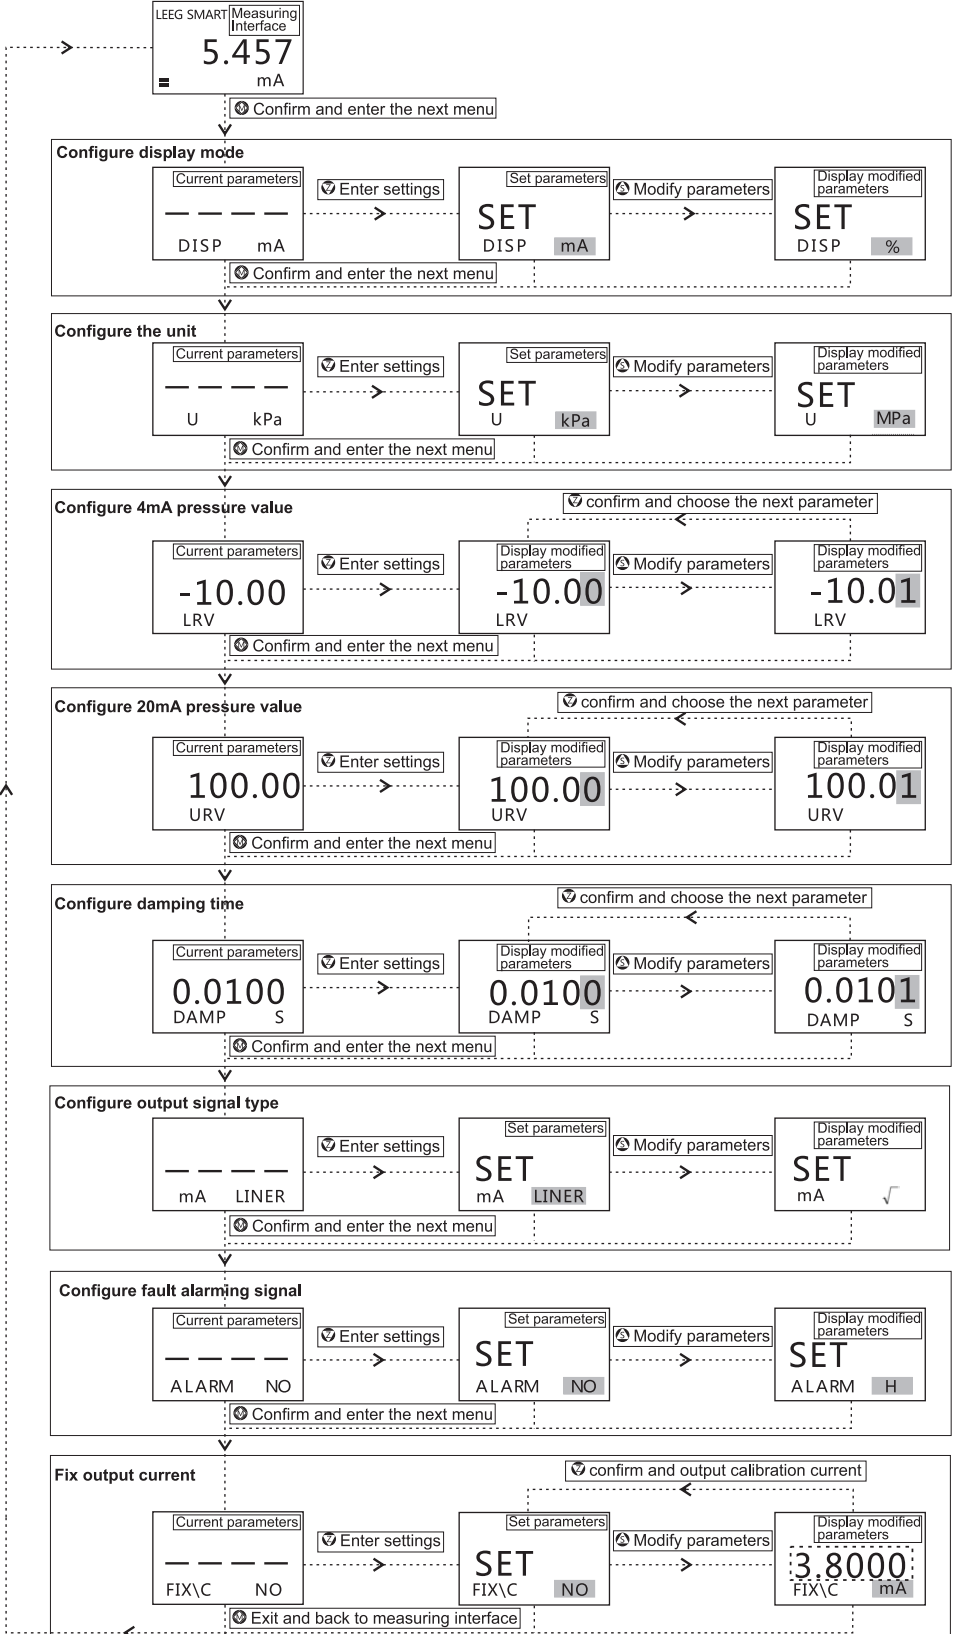 LEEG SMART Measuring
Interface
5.457
mA
Ⓜ Confirm and enter the next menu
Configure display mode
Current parameters
— — — —
DISP mA
Ⓩ Enter settings
Set parameters
SET
DISP mA
Ⓢ Modify parameters
Display modified
parameters
SET
DISP %
Ⓜ Confirm and enter the next menu
Configure the unit
Current parameters
— — — —
U kPa
Ⓩ Enter settings
Set parameters
SET
U kPa
Ⓢ Modify parameters
Display modified
parameters
SET
U MPa
Ⓜ Confirm and enter the next menu
Configure 4mA pressure value
Ⓩ confirm and choose the next parameter
Current parameters
-10.00
LRV
Ⓩ Enter settings
Display modified
parameters
-10.00
LRV
Ⓢ Modify parameters
Display modified
parameters
-10.01
LRV
Ⓜ Confirm and enter the next menu
Configure 20mA pressure value
Ⓩ confirm and choose the next parameter
Current parameters
100.00
URV
Ⓩ Enter settings
Display modified
parameters
100.00
URV
Ⓢ Modify parameters
Display modified
parameters
100.01
URV
Ⓜ Confirm and enter the next menu
Configure damping time
Ⓩ confirm and choose the next parameter
Current parameters
0.0100
DAMP S
Ⓩ Enter settings
Display modified
parameters
0.0100
DAMP S
Ⓢ Modify parameters
Display modified
parameters
0.0101
DAMP S
Ⓜ Confirm and enter the next menu
Configure output signal type
— — — —
mA LINER
Ⓩ Enter settings
Set parameters
SET
mA LINER
Ⓢ Modify parameters
Display modified
parameters
SET
mA √
Ⓜ Confirm and enter the next menu
Configure fault alarming signal
Current parameters
— — — —
ALARM NO
Ⓩ Enter settings
Set parameters
SET
ALARM NO
Ⓢ Modify parameters
Display modified
parameters
SET
ALARM H
Ⓜ Confirm and enter the next menu
Fix output current
Ⓩ confirm and output calibration current
Current parameters
— — — —
FIX\C NO
Ⓩ Enter settings
Set parameters
SET
FIX\C NO
Ⓢ Modify parameters
Display modified
parameters
3.8000
FIX\C mA
Ⓜ Exit and back to measuring interface